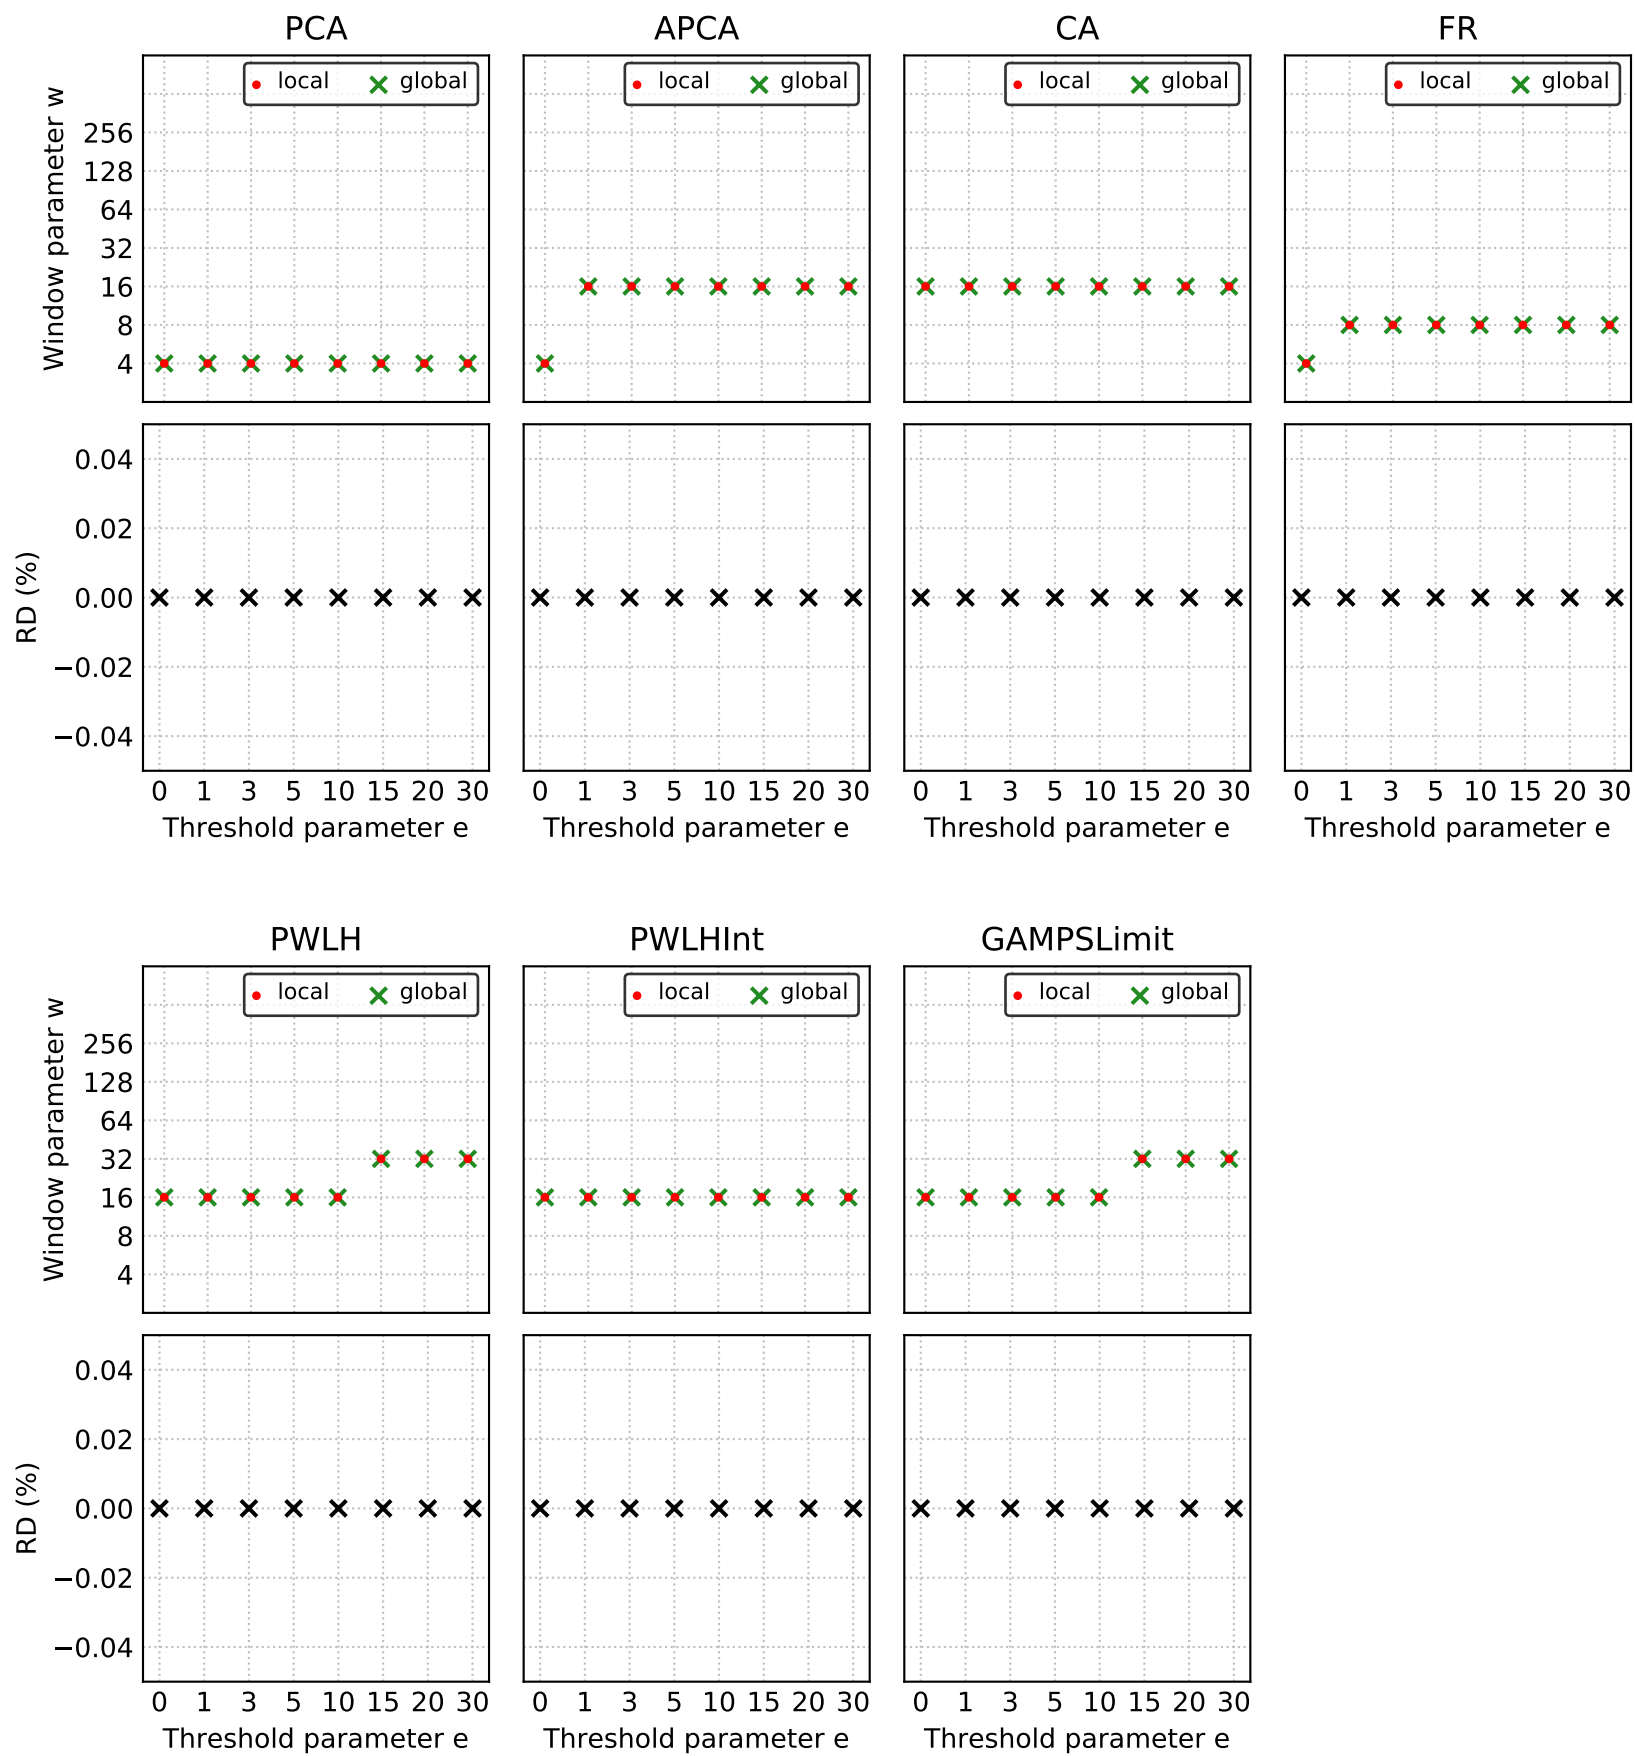 PCA APCA CA FR
local global local global local global local global
Window parameter w
256
128
64
32
16
8
4
RD (%)
0.04
0.02
0.00
−0.02
−0.04
0 1 3 5 10 15 20 30 0 1 3 5 10 15 20 30 0 1 3 5 10 15 20 30 0 1 3 5 10 15 20 30
Threshold parameter e Threshold parameter e Threshold parameter e Threshold parameter e
PWLH PWLHInt GAMPSLimit
local global local global local global
Window parameter w
256
128
64
32
16
8
4
RD (%)
0.04
0.02
0.00
−0.02
−0.04
0 1 3 5 10 15 20 30 0 1 3 5 10 15 20 30 0 1 3 5 10 15 20 30
Threshold parameter e Threshold parameter e Threshold parameter e